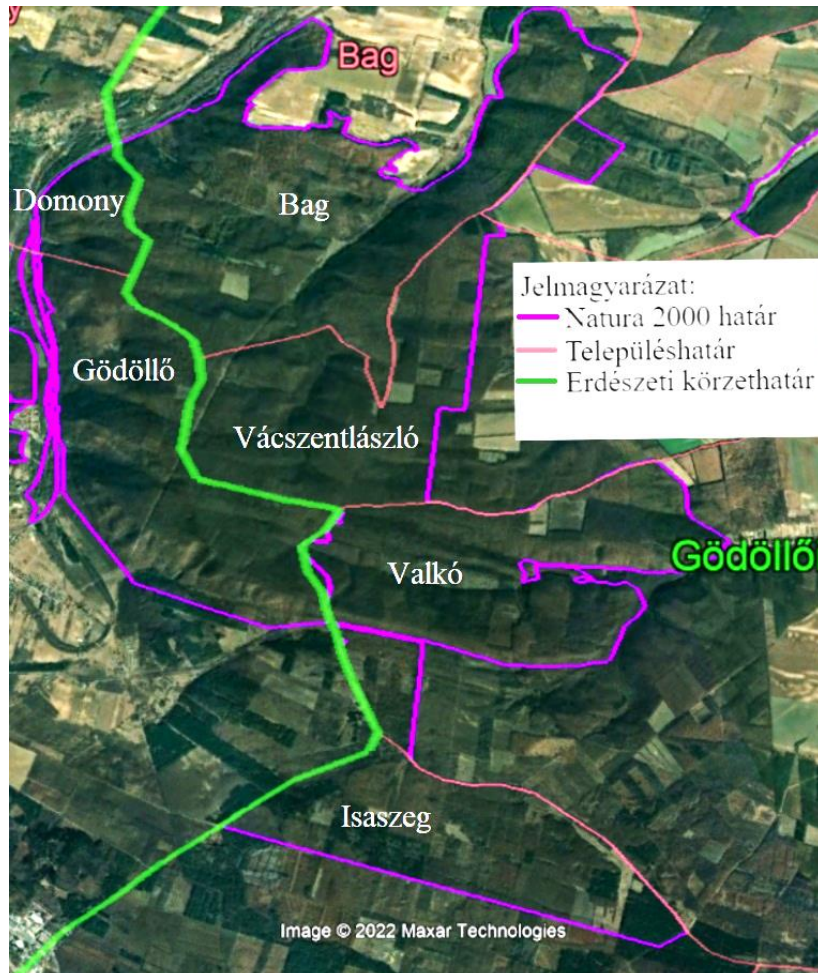 y
Bag
Domony
Bag
Jelmagyarázat:
Natura 2000 határ
Településhatár
Erdészeti körzethatár
Gödöllő
Vácszentlászló
Valkó
Gödöllő
Isaszeg
Image © 2022 Maxar Technologies